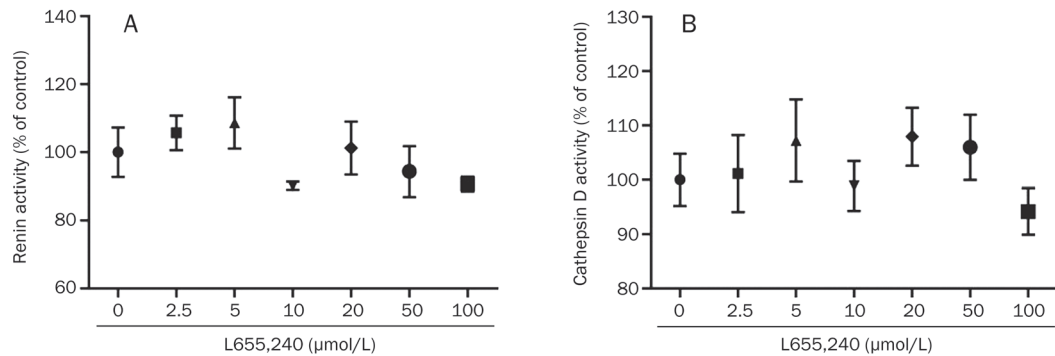 A
Renin activity (% of control)
140
120
100
80
60
0 2.5 5 10 20 50 100
L655,240 (μmol/L)
B
Cathepsin D activity (% of control)
130
120
110
100
90
80
0 2.5 5 10 20 50 100
L655,240 (μmol/L)